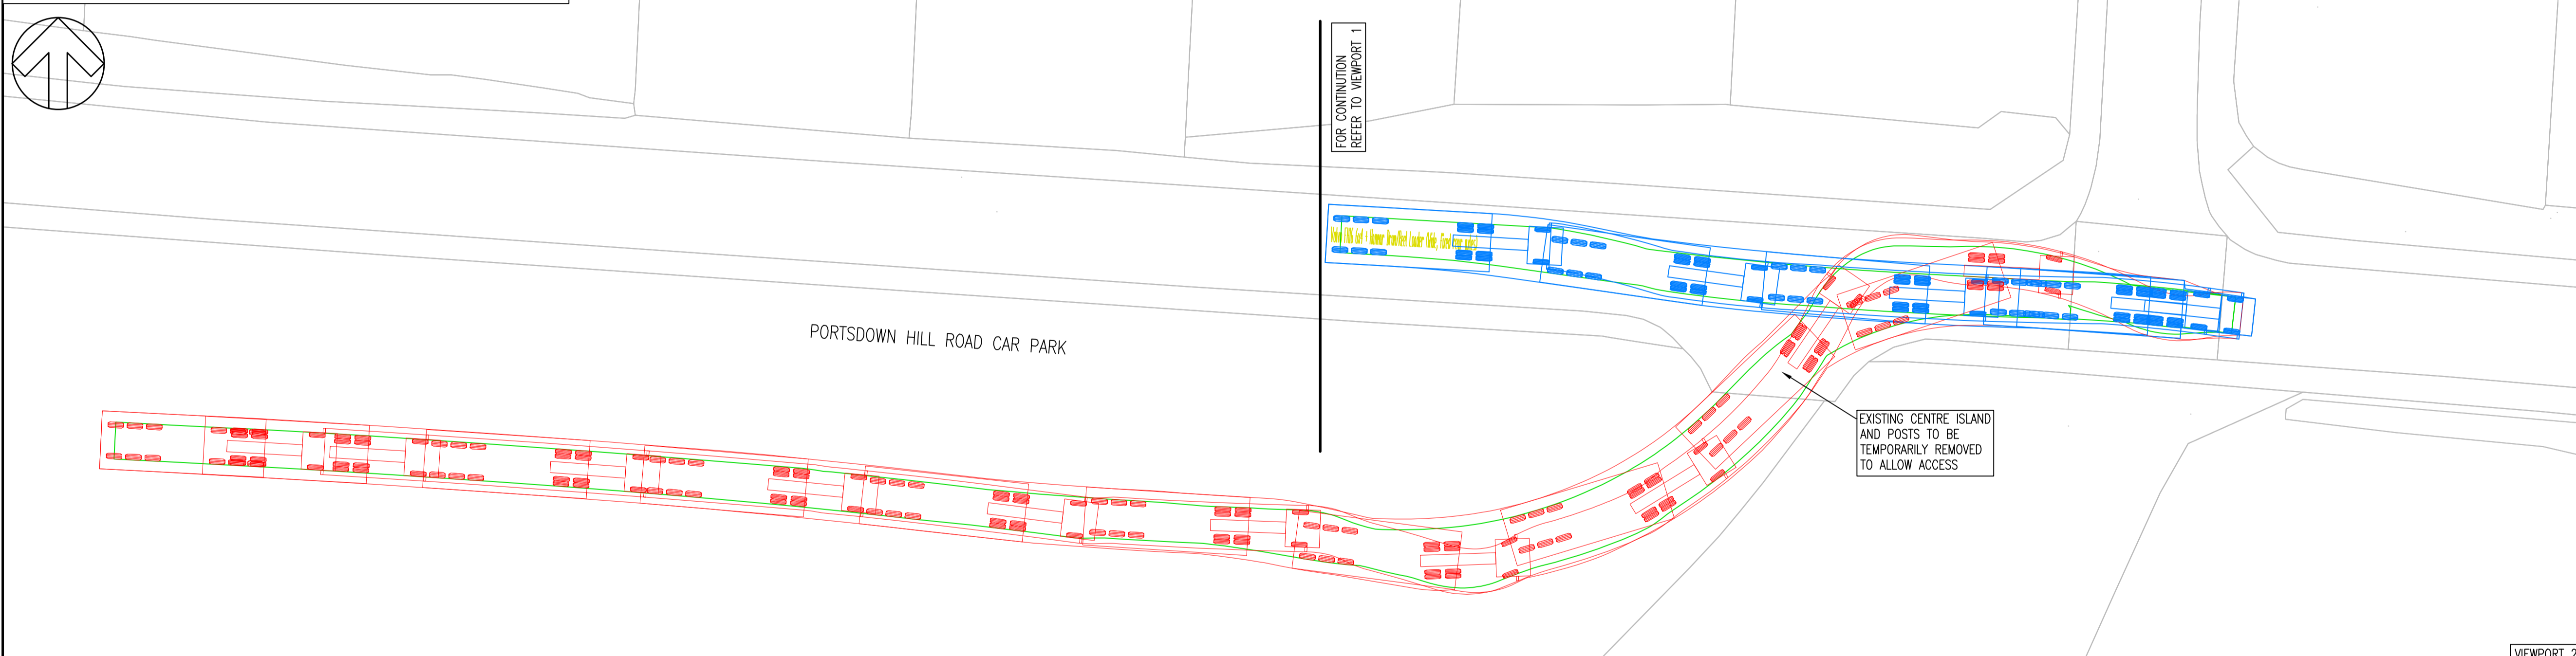 FOR CONTINUTION
REFER TO VIEWPORT 1
PORTSDOWN HILL ROAD CAR PARK
EXISTING CENTRE ISLAND
AND POSTS TO BE
TEMPORARILY REMOVED
TO ALLOW ACCESS
VIEWPORT 2